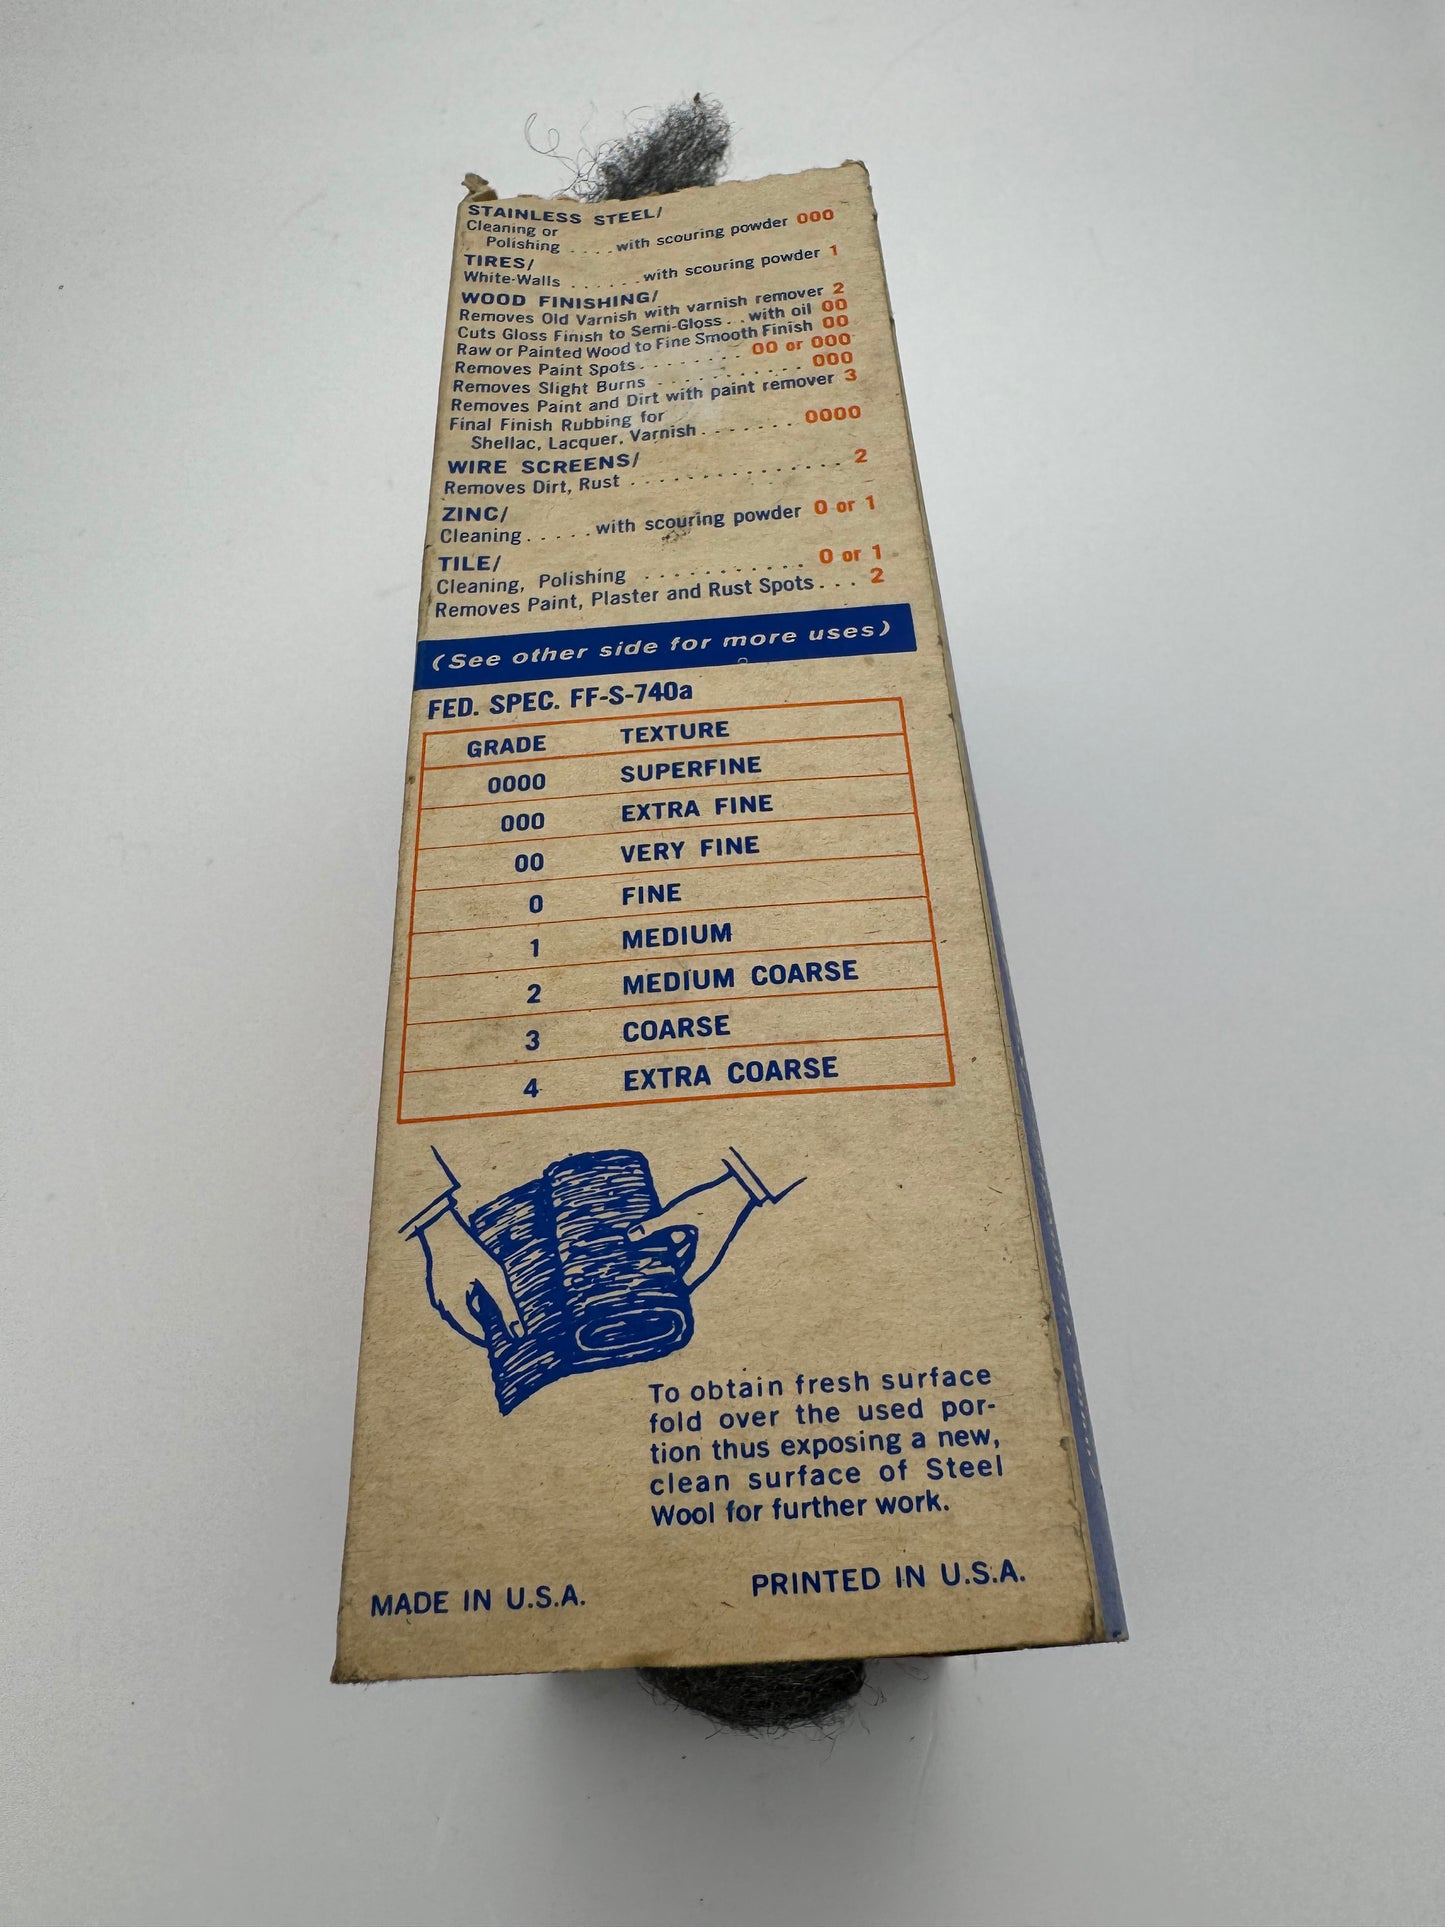 STAINLESS STEEL/
Cleaning or
Polishing ....with scouring powder 000
TIRES/
White-Walls ......with scouring powder 1
WOOD FINISHING/
Removes Old Varnish with varnish remover 2
Cuts Gloss Finish to Semi-Gloss...with oil 00
Raw or Painted Wood to Fine Smooth Finish 00
Removes Paint Spots........ 00 or 000
Removes Slight Burns ........... 000
Removes Paint and Dirt with paint remover 3
Final Finish Rubbing for
Shellac, Lacquer, Varnish....... 0000
WIRE SCREENS/
Removes Dirt, Rust ................ 2
ZINC/
Cleaning.....with scouring powder 0 or 1
TILE/
Cleaning, Polishing ........... 0 or 1
Removes Paint, Plaster and Rust Spots... 2
(See other side for more uses)
FED. SPEC. FF-S-740a
GRADE TEXTURE
0000 SUPERFINE
000 EXTRA FINE
00 VERY FINE
0 FINE
1 MEDIUM
2 MEDIUM COARSE
3 COARSE
4 EXTRA COARSE
To obtain fresh surface
fold over the used por-
tion thus exposing a new,
clean surface of Steel
Wool for further work.
MADE IN U.S.A. PRINTED IN U.S.A.